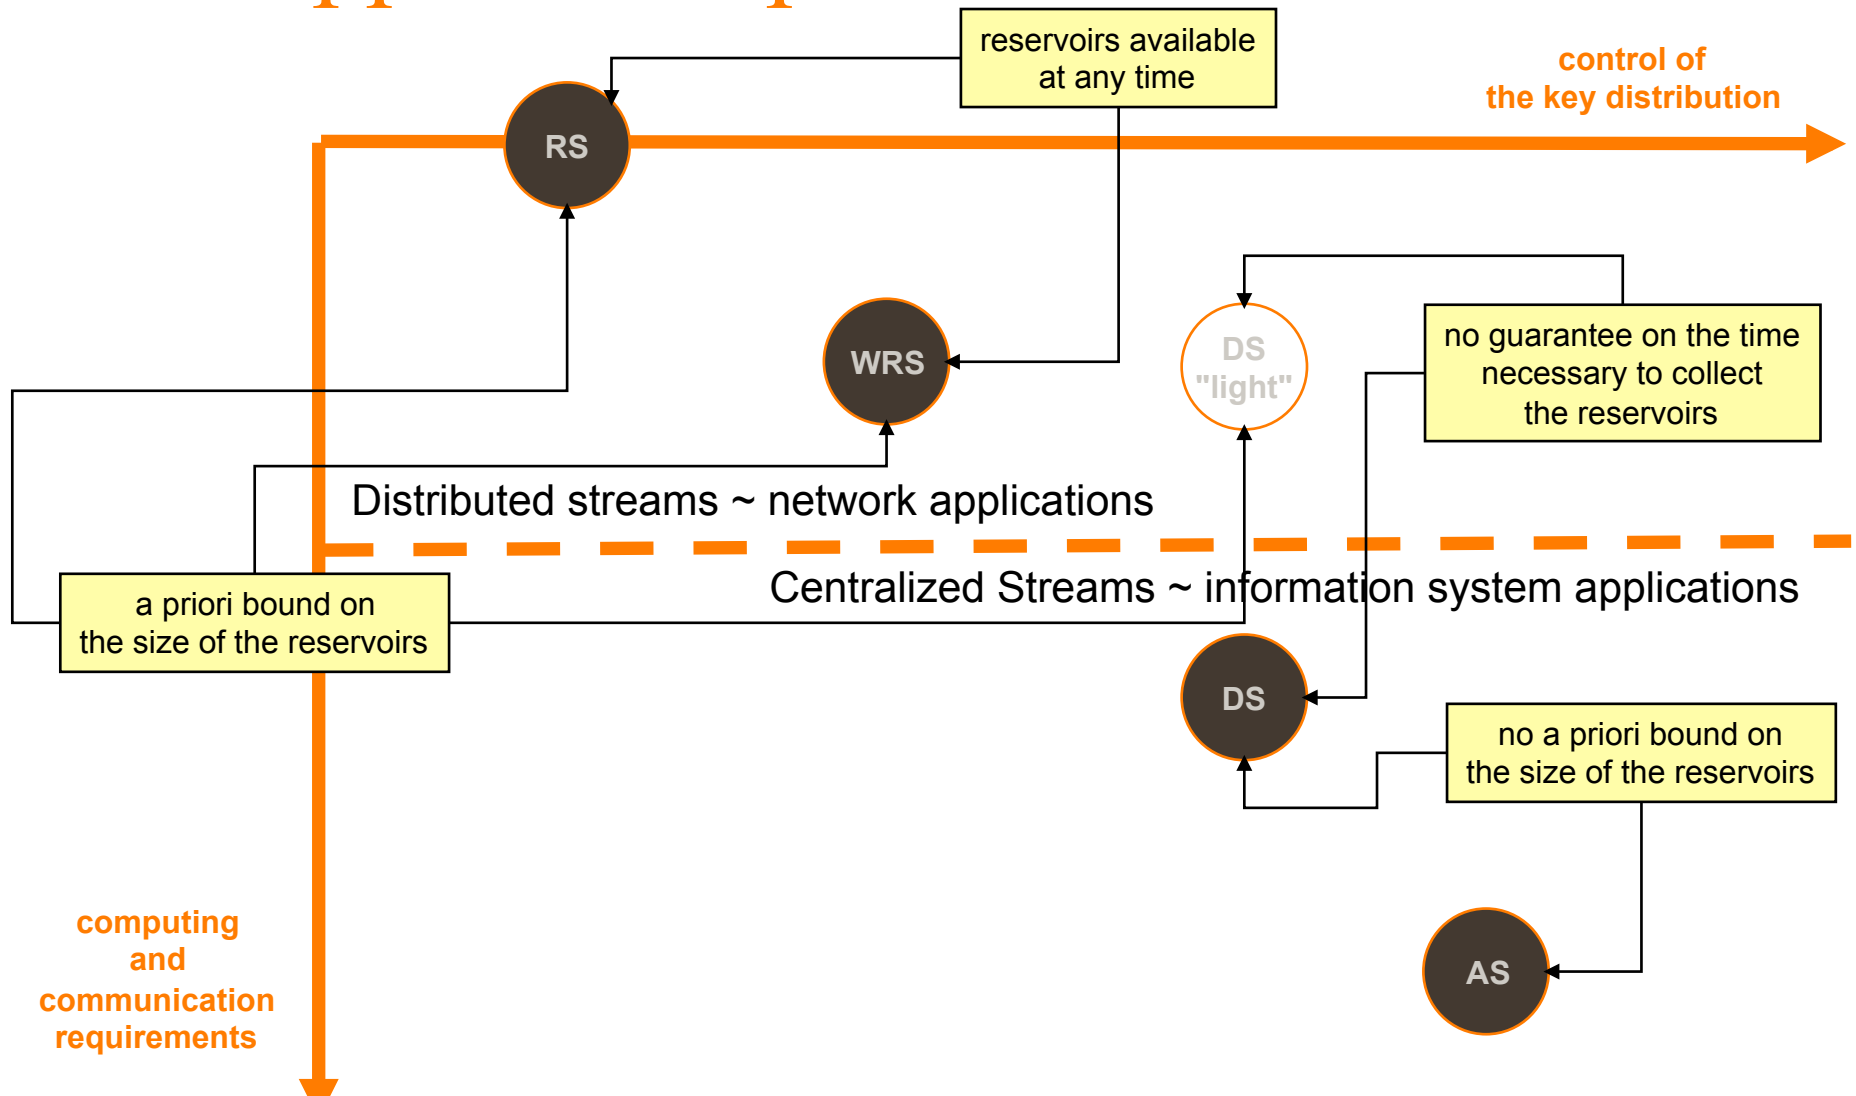 reservoirs available
at any time
control of
the key distribution
RS
WRS
DS
"light"
no guarantee on the time
necessary to collect
the reservoirs
Distributed streams ~ network applications
Centralized Streams ~ information system applications
a priori bound on
the size of the reservoirs
DS
no a priori bound on
the size of the reservoirs
computing
and
communication
requirements
AS